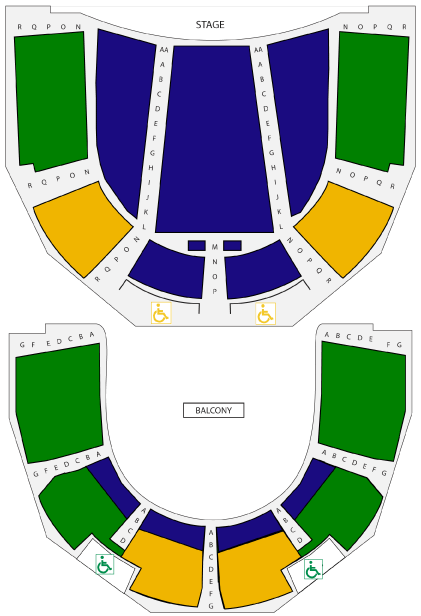 STAGE
R Q P O N
N O P Q R
AA AA
A A
B B
C C
D D
E E
F F
G G
H H
I I
J J
K K
L L
R Q P O N
N O P Q R
R Q P O N
N O P Q R
M
N
O
P
G F E D C B A
A B C D E F G
BALCONY
G F E D C B A
A B C D E F G
A
B
C
D
A
B
C
D
A
B
C
D
E
F
G